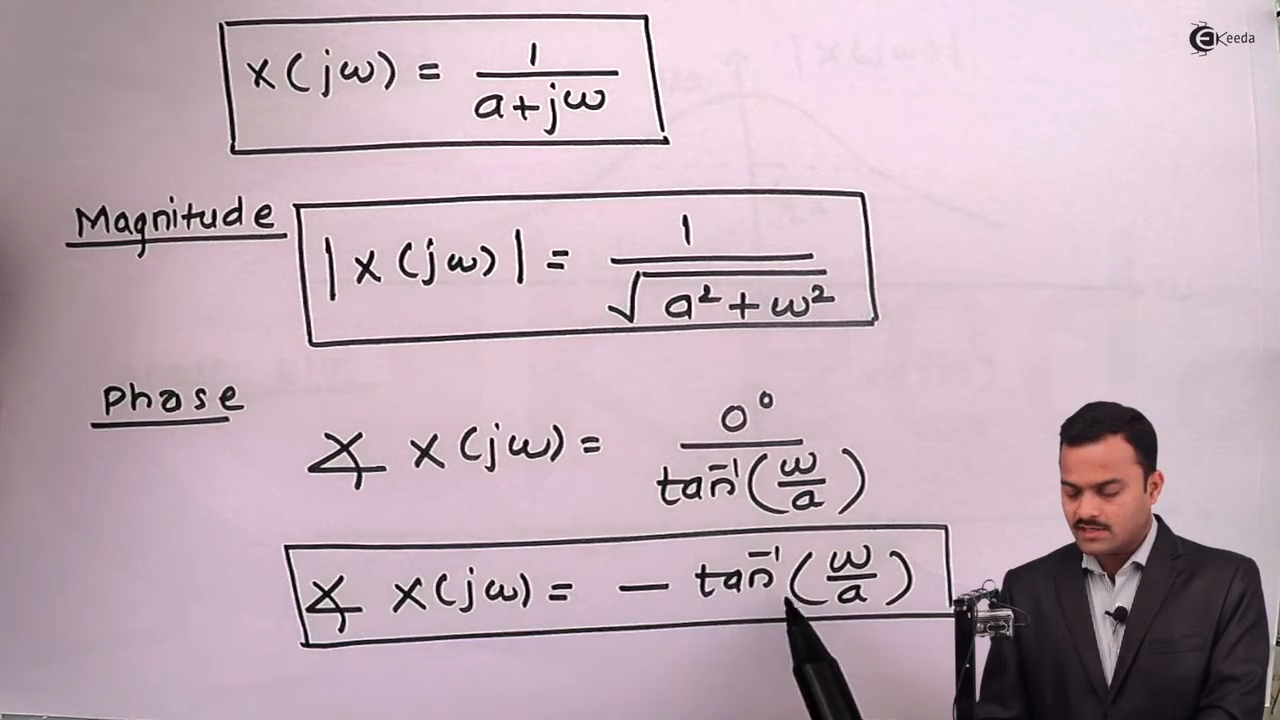 EKeeda
X(jω) = 1/(a+jω)
Magnitude
|X(jω)| = 1/√(a²+ω²)
Phase
∡ X(jω) = 0°/tan⁻¹(ω/a)
∡ X(jω) = − tan⁻¹(ω/a)